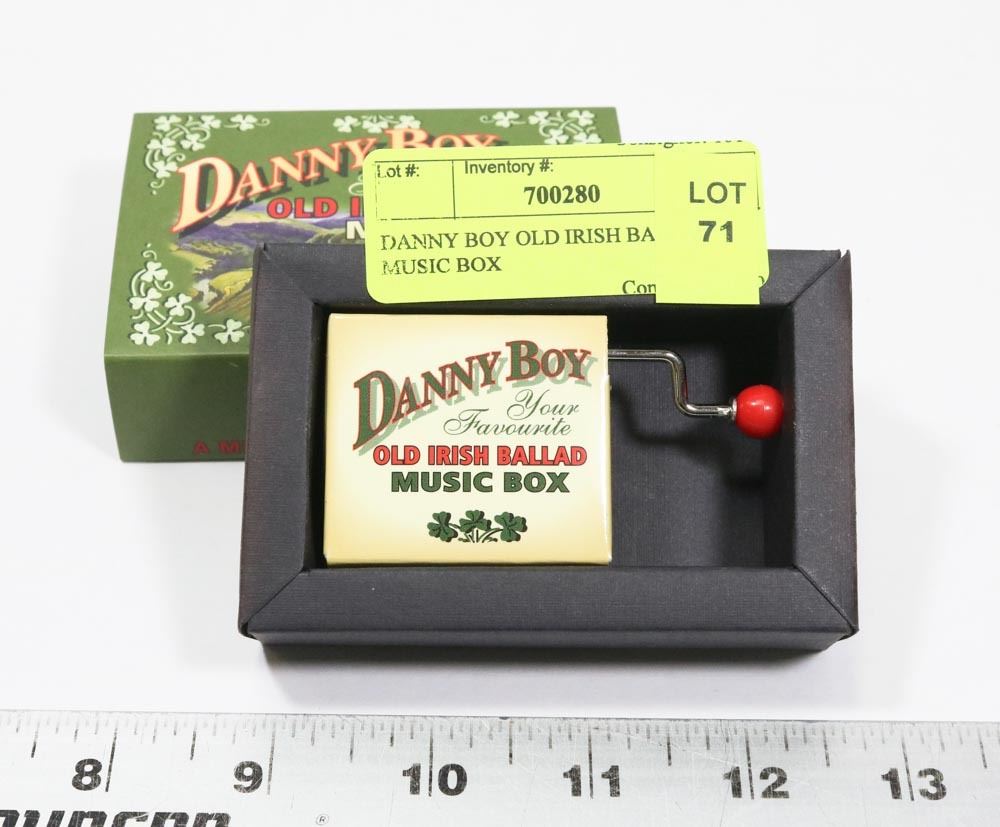 DANNY BOY
OLD
Lot #:
Inventory #:
700280
LOT
71
DANNY BOY OLD IRISH BA
MUSIC BOX
DANNY BOY
Your
Favourite
OLD IRISH BALLAD
MUSIC BOX
8 9 10 11 12 13
®